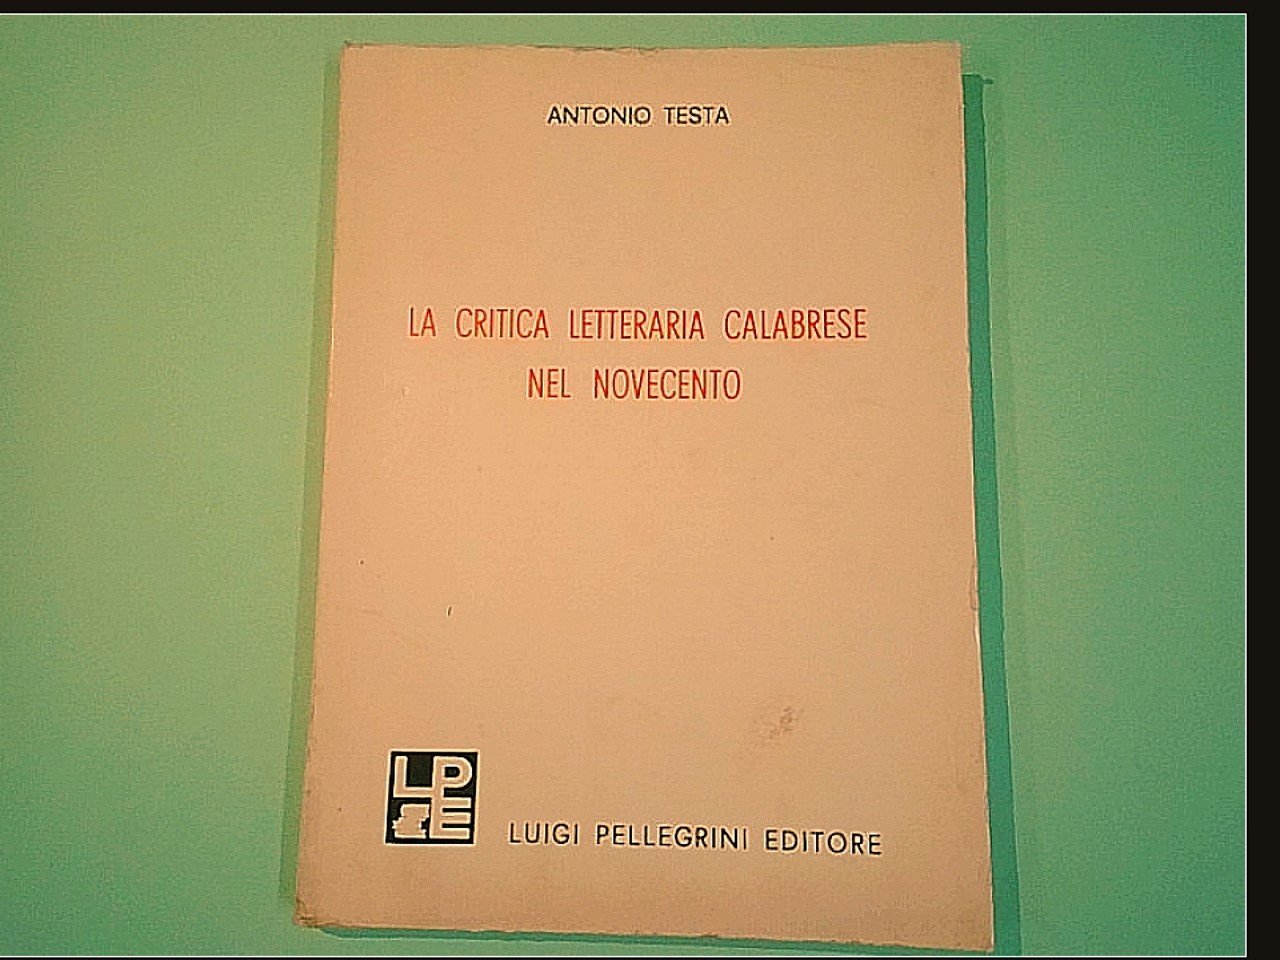 ANTONIO TESTA
LA CRITICA LETTERARIA CALABRESE
NEL NOVECENTO
LPE
LUIGI PELLEGRINI EDITORE